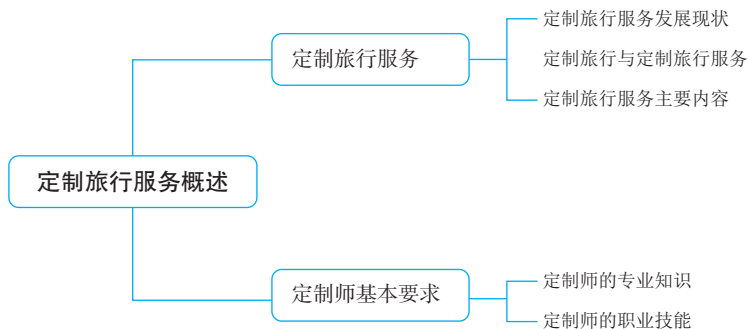 定制旅行服务概述
定制旅行服务
定制旅行服务发展现状
定制旅行与定制旅行服务
定制旅行服务主要内容
定制师基本要求
定制师的专业知识
定制师的职业技能